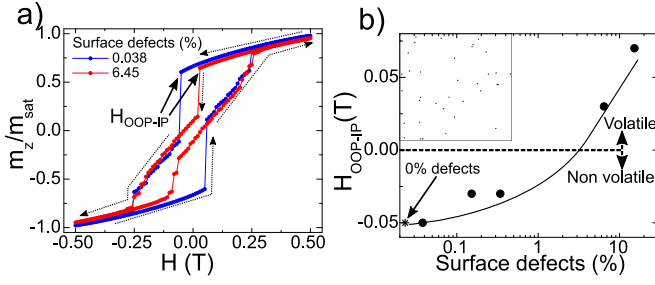 a)
Surface defects (%)
0.038
6.45
H_OOP-IP
m_z/m_sat
1.0
0.5
0.0
-0.5
-1.0
-0.50 -0.25 0.00 0.25 0.50
H (T)
b)
H_OOP-IP(T)
0.05
0.00
-0.05
Volatile
Non volatile
0% defects
0.1 1 10
Surface defects (%)